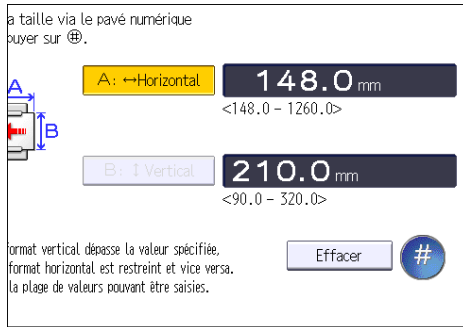 a taille via le pavé numérique
puyer sur ⊕.
A
A: ↔Horizontal
148.0 mm
<148.0 - 1260.0>
B
B: ↕ Vertical
210.0 mm
<90.0 - 320.0>
format vertical dépasse la valeur spécifiée,
format horizontal est restreint et vice versa.
la plage de valeurs pouvant être saisies.
Effacer
#